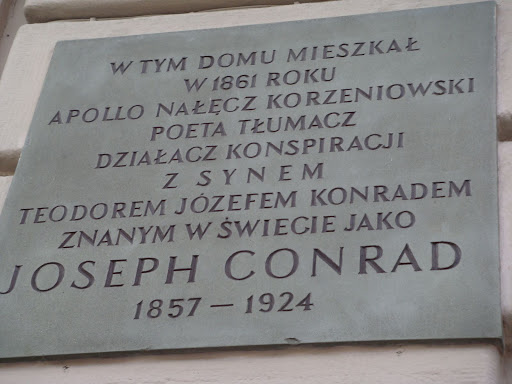 W TYM DOMU MIESZKAŁ
W 1861 ROKU
APOLLO NAŁĘCZ KORZENIOWSKI
POETA TŁUMACZ
DZIAŁACZ KONSPIRACJI
Z SYNEM
TEODOREM JÓZEFEM KONRADEM
ZNANYM W ŚWIECIE JAKO
JOSEPH CONRAD
1857 — 1924